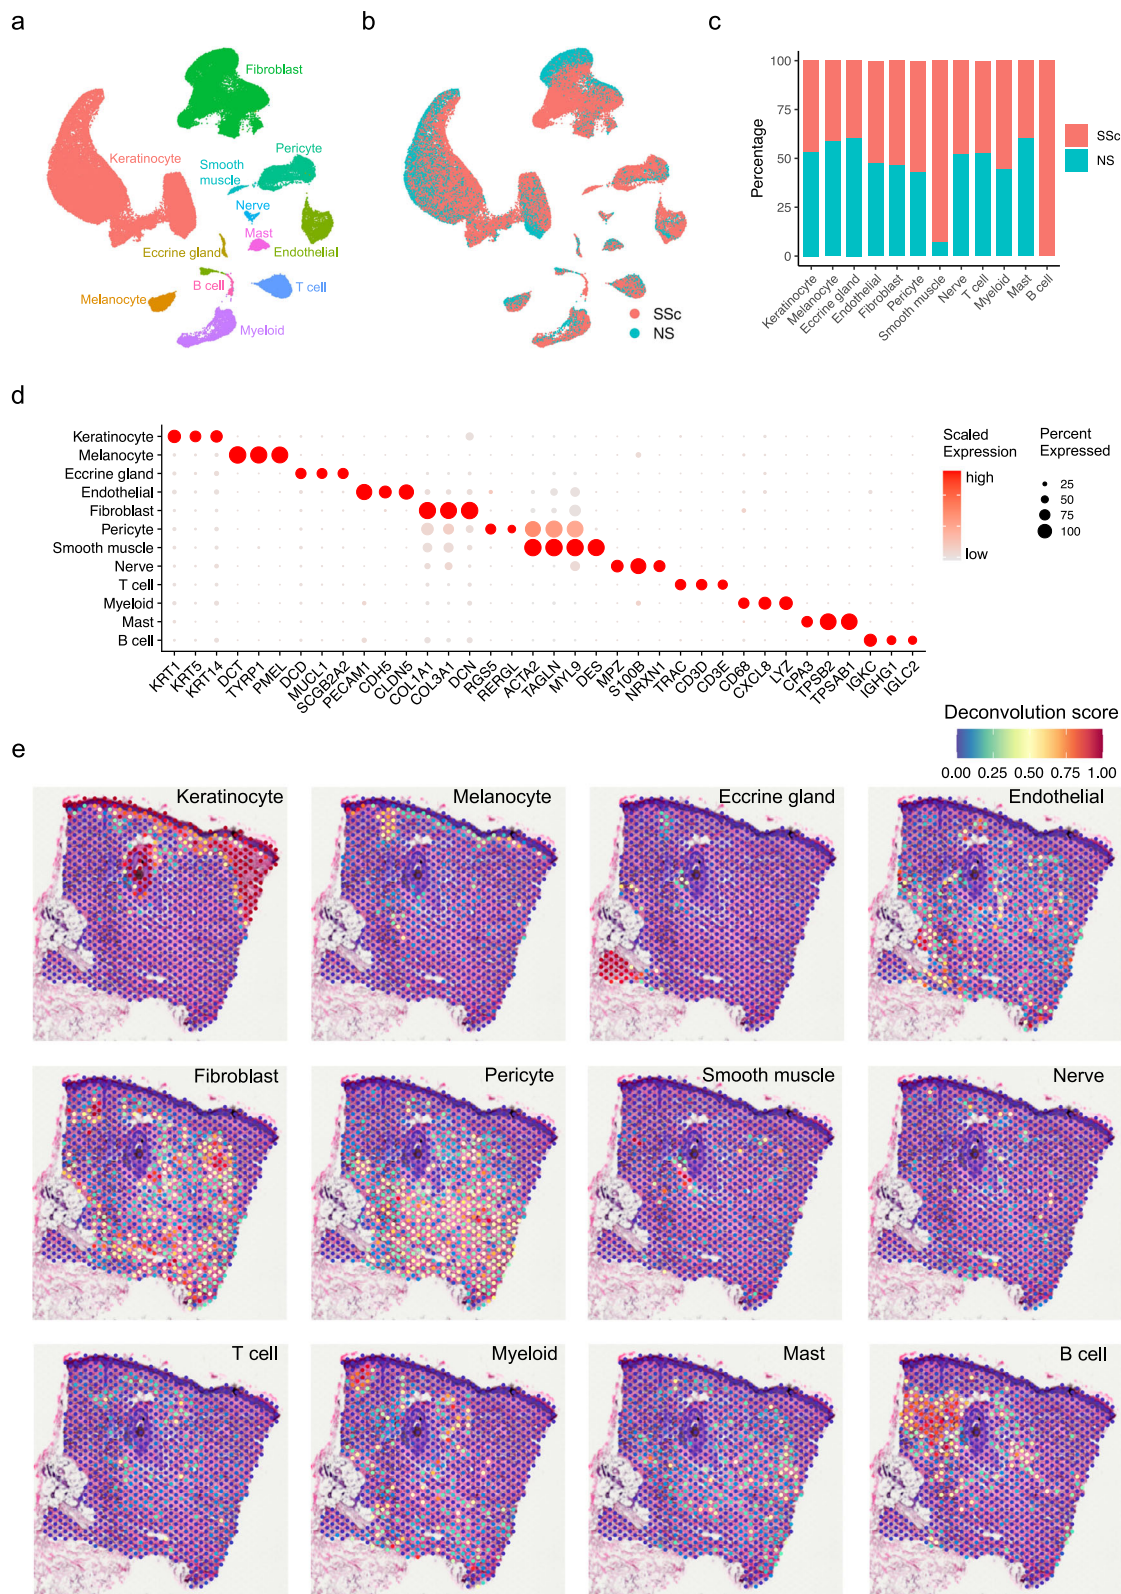 a
Fibroblast
Keratinocyte
Pericyte
Smooth
muscle
Nerve
Mast
Eccrine gland
Endothelial
B cell
T cell
Melanocyte
Myeloid
b
SSc
NS
c
Percentage
100
75
50
25
0
Keratinocyte
Melanocyte
Eccrine gland
Endothelial
Fibroblast
Pericyte
Smooth muscle
Nerve
T cell
Myeloid
Mast
B cell
SSc
NS
d
Keratinocyte
Melanocyte
Eccrine gland
Endothelial
Fibroblast
Pericyte
Smooth muscle
Nerve
T cell
Myeloid
Mast
B cell
KRT1
KRT5
KRT14
DCT
TYRP1
PMEL
DCD
MUCL1
SCGB2A2
PECAM1
CDH5
CLDN5
COL1A1
COL3A1
DCN
RGS5
RERGL
ACTA2
TAGLN
MYL9
DES
MPZ
S100B
NRXN1
TRAC
CD3D
CD3E
CD68
CXCL8
LYZ
CPA3
TPSB2
TPSAB1
IGKC
IGHG1
IGLC2
Scaled
Expression
high
low
Percent
Expressed
25
50
75
100
Deconvolution score
0.00 0.25 0.50 0.75 1.00
e
Keratinocyte
Melanocyte
Eccrine gland
Endothelial
Fibroblast
Pericyte
Smooth muscle
Nerve
T cell
Myeloid
Mast
B cell